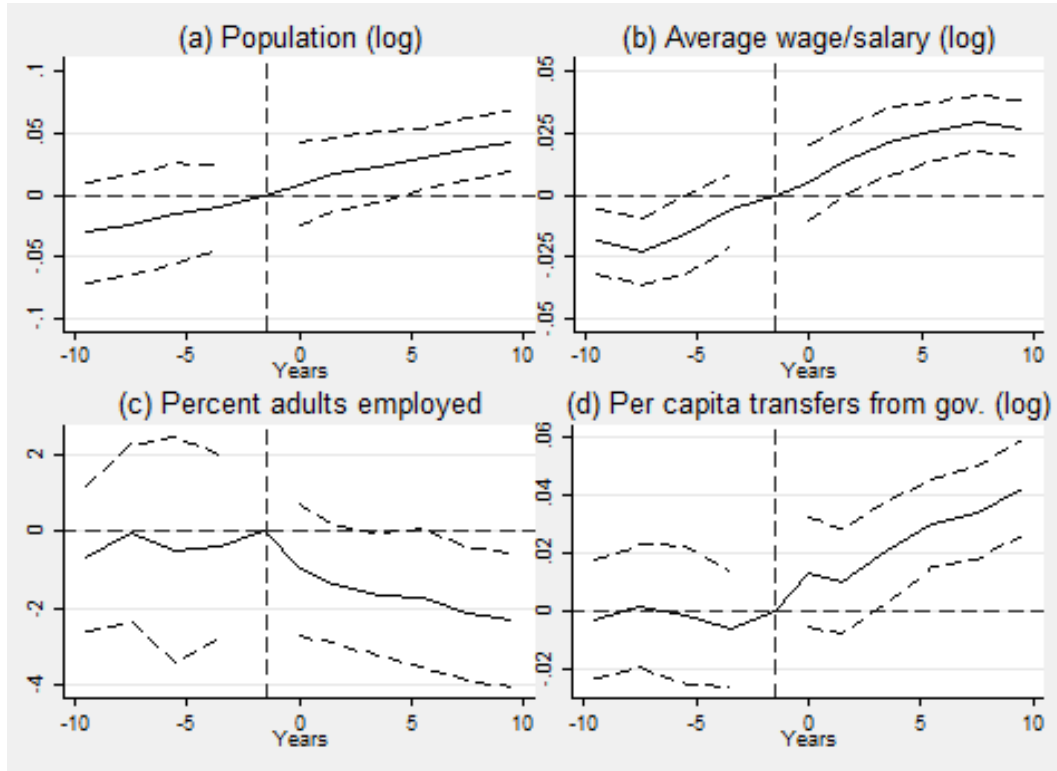 (a) Population (log)
.1
.05
0
-.05
-.1
-10 -5 0 5 10
Years
(b) Average wage/salary (log)
.05
.025
0
-.025
-.05
-10 -5 0 5 10
Years
(c) Percent adults employed
2
0
-2
-4
-10 -5 0 5 10
Years
(d) Per capita transfers from gov. (log)
.06
.04
.02
0
-.02
-10 -5 0 5 10
Years